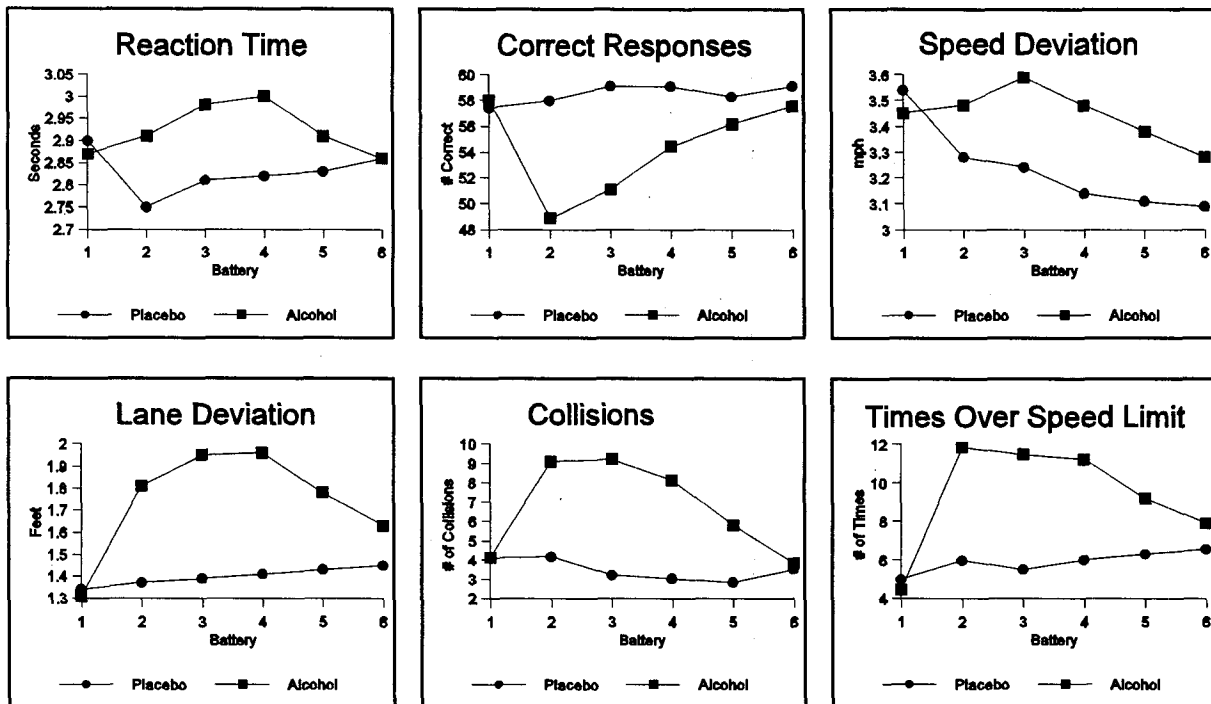 Reaction Time
Seconds
3.05
3
2.95
2.9
2.85
2.8
2.75
2.7
1 2 3 4 5 6
Battery
Placebo Alcohol
Correct Responses
# Correct
60
58
56
54
52
50
48
1 2 3 4 5 6
Battery
Placebo Alcohol
Speed Deviation
mph
3.6
3.5
3.4
3.3
3.2
3.1
3
1 2 3 4 5 6
Battery
Placebo Alcohol
Lane Deviation
Feet
2
1.9
1.8
1.7
1.6
1.5
1.4
1.3
1 2 3 4 5 6
Battery
Placebo Alcohol
Collisions
# of Collisions
10
9
8
7
6
5
4
3
2
1 2 3 4 5 6
Battery
Placebo Alcohol
Times Over Speed Limit
# of Times
12
10
8
6
4
1 2 3 4 5 6
Battery
Placebo Alcohol